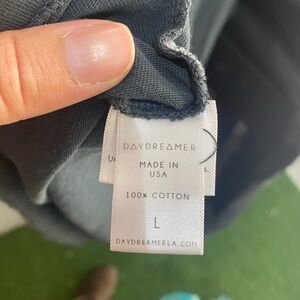 DAYDREAMER
MADE IN
USA
100% COTTON
L
DAYDREAMERLA.COM